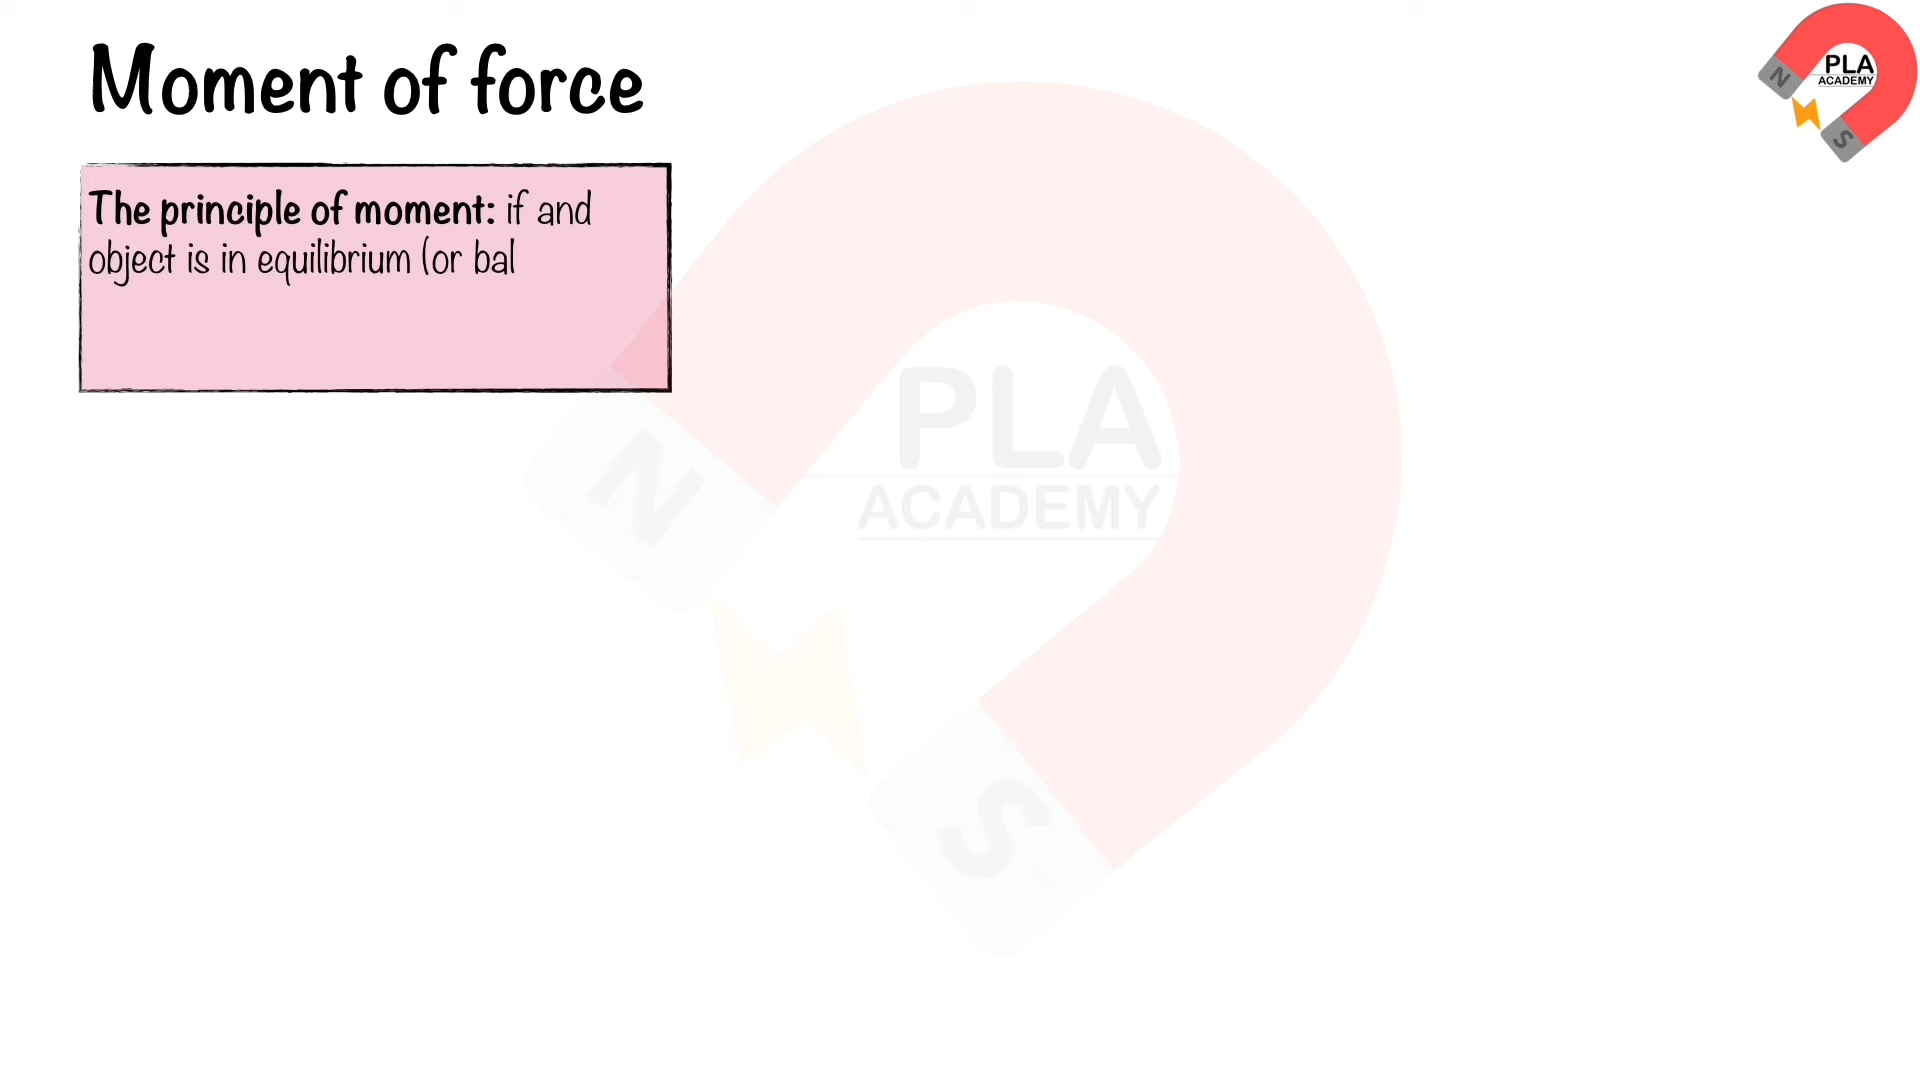 Moment of force
PLA
ACADEMY
N
S
The principle of moment: if and
object is in equilibrium (or bal
PLA
ACADEMY
N
S